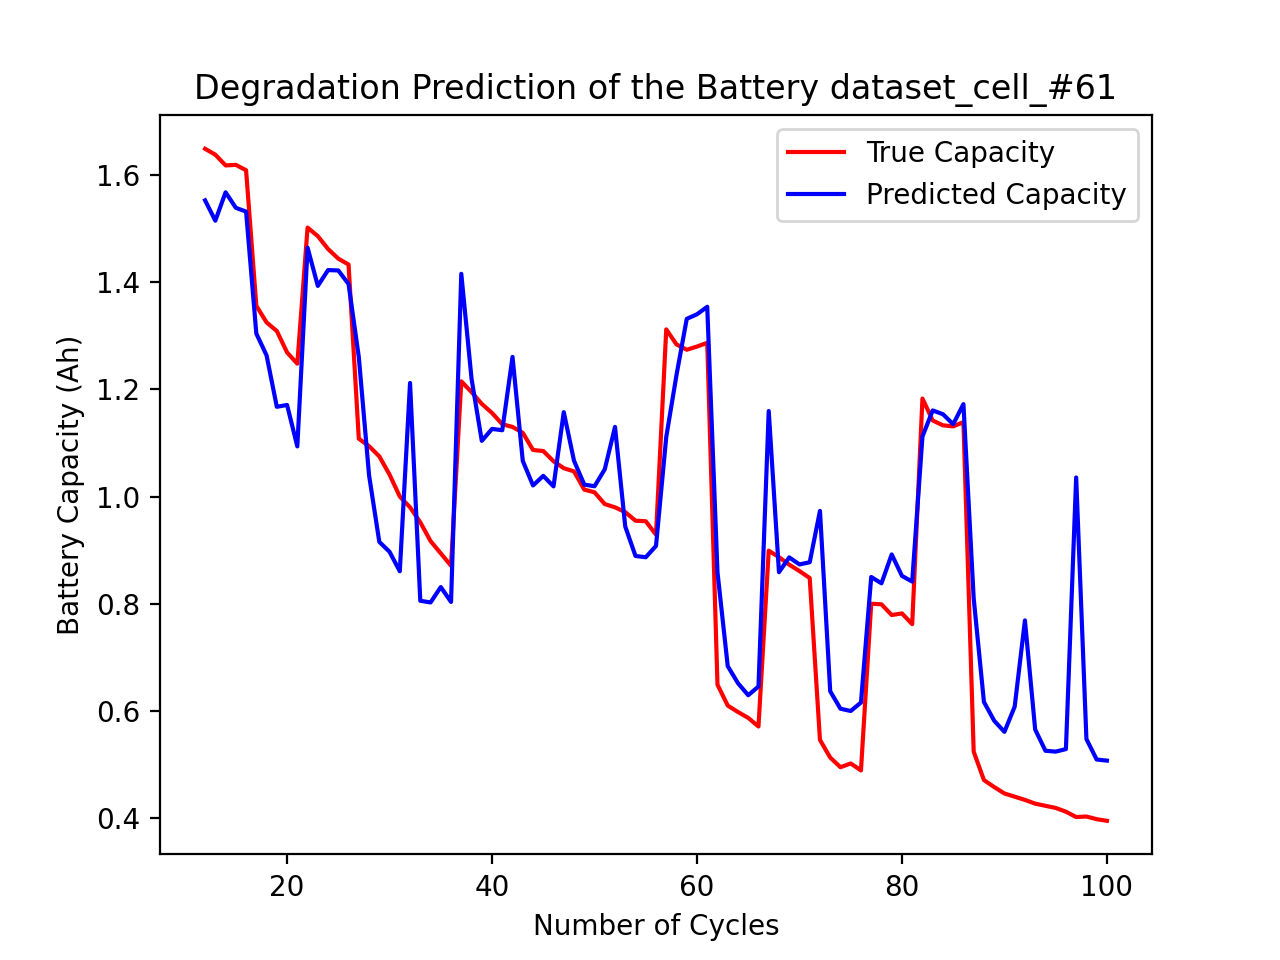 Degradation Prediction of the Battery dataset_cell_#61
True Capacity
Predicted Capacity
Battery Capacity (Ah)
1.6
1.4
1.2
1.0
0.8
0.6
0.4
20 40 60 80 100
Number of Cycles